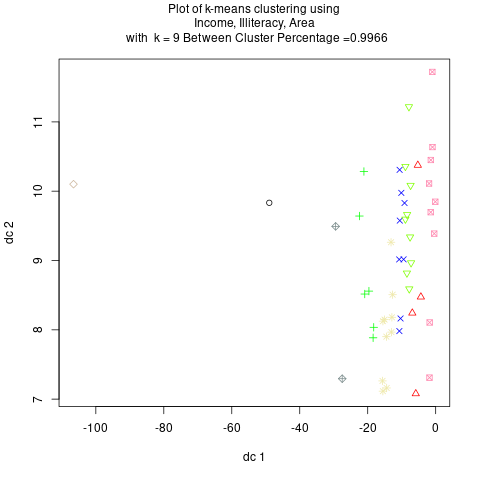 Plot of k-means clustering using
Income, Illiteracy, Area
with k = 9 Between Cluster Percentage =0.9966
dc 2
11
10
9
8
7
-100
-80
-60
-40
-20
0
dc 1